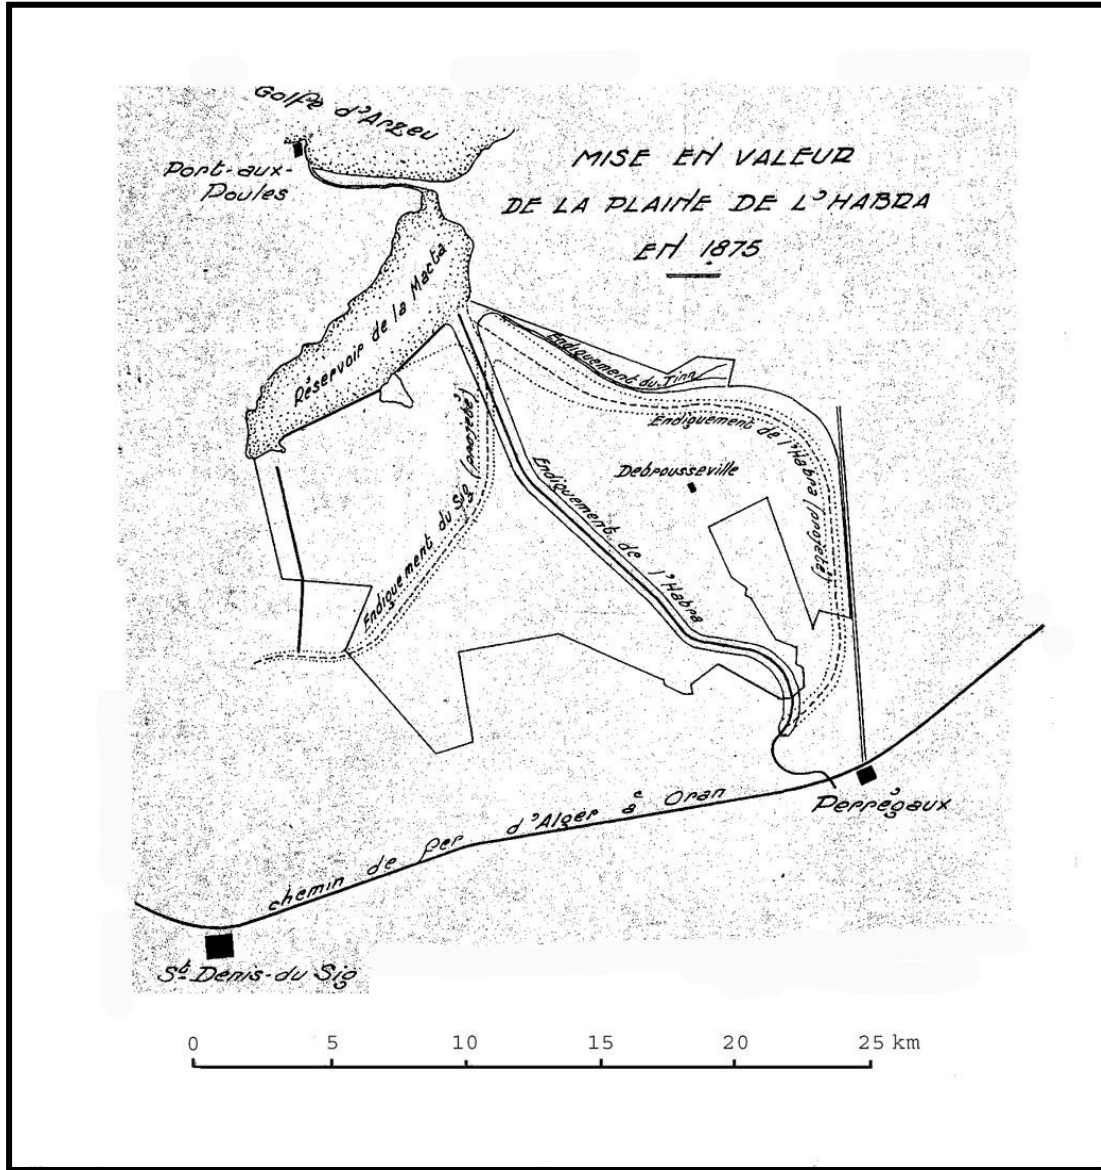 Golfe d'Arzeu
Port-aux-
Poules
MISE EN VALEUR
DE LA PLAINE DE L'HABRA
EN 1875
Réservoir de la Macta
Endiguement du Tinn
Endiguement de l'Habra (projeté)
Debrousseville
Endiguement du Sig (projeté)
Endiguement de l'Habra
Perrégaux
chemin de fer d'Alger à Oran
St Denis-du Sig
0 5 10 15 20 25 km